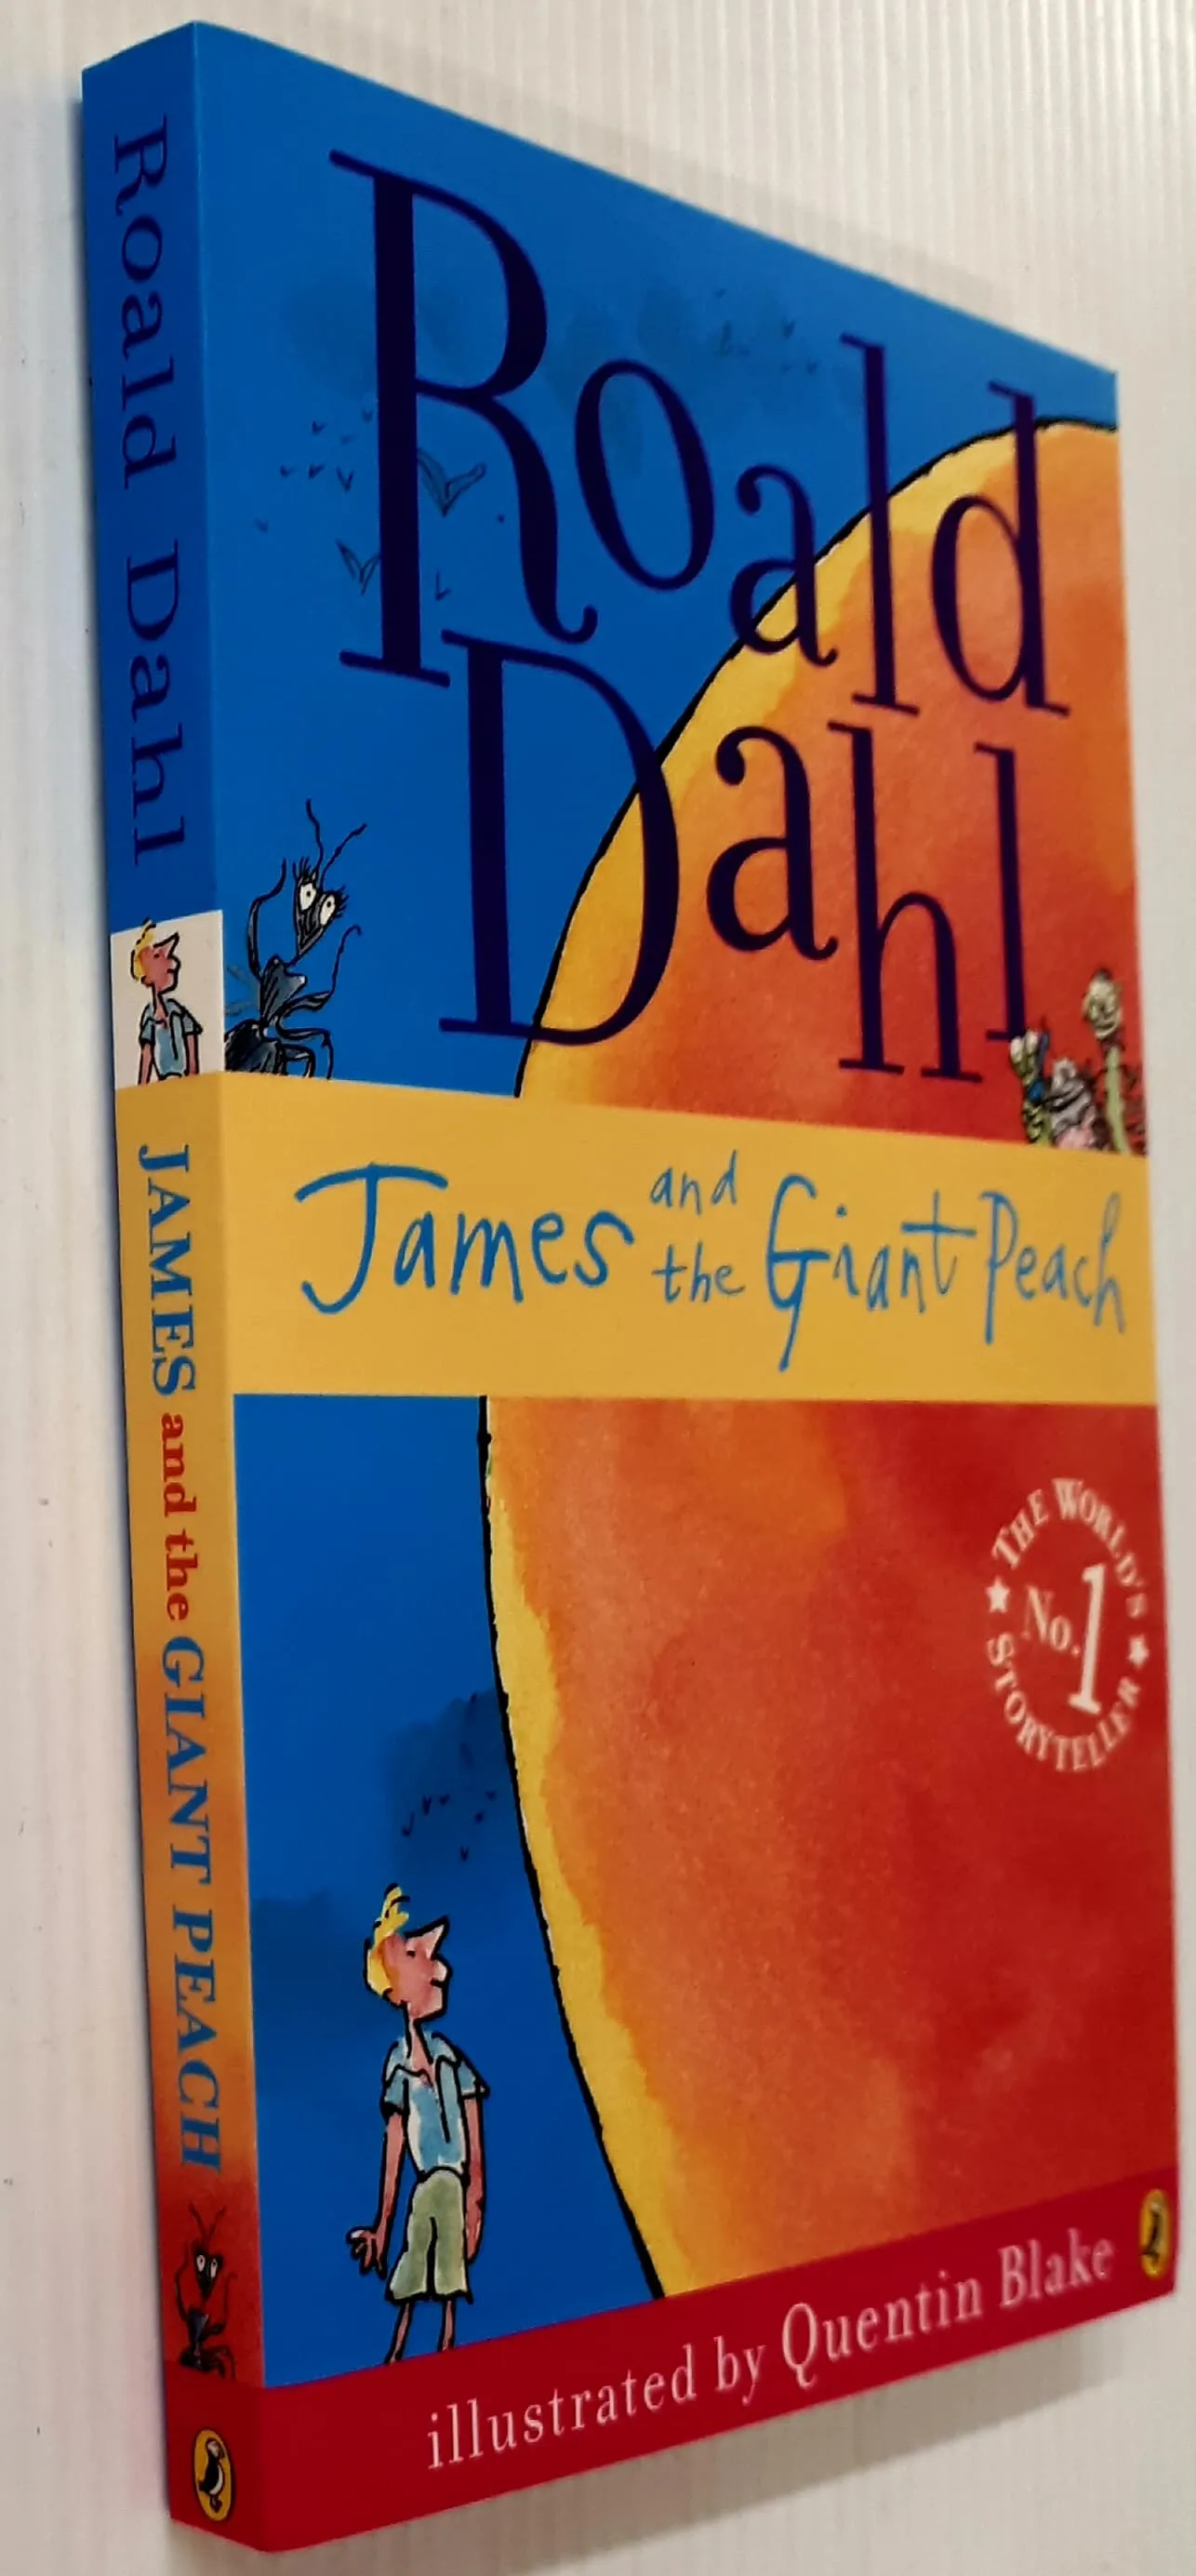 Roald Dahl
JAMES and the GIANT PEACH
Roald
Dahl
James and the Giant Peach
THE WORLD'S
No.1
STORYTELLER
illustrated by Quentin Blake